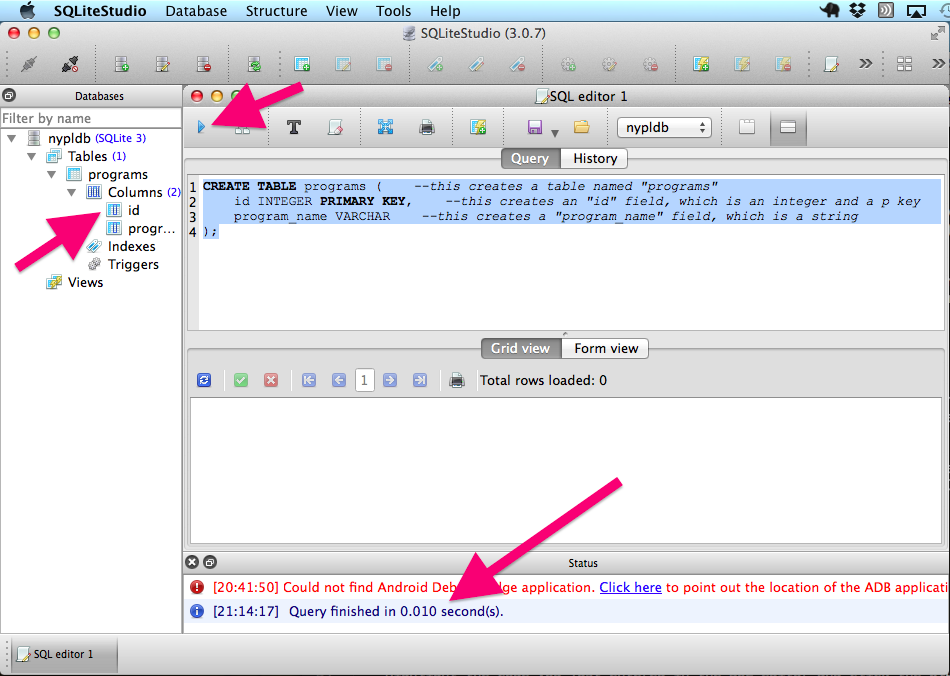 SQLiteStudio Database Structure View Tools Help
SQLiteStudio (3.0.7)
Databases
SQL editor 1
Filter by name
nypldb (SQLite 3)
Tables (1)
programs
Columns (2)
id
progr...
Indexes
Triggers
Views
T
nypldb
Query History
1 CREATE TABLE programs ( --this creates a table named "programs"
2 id INTEGER PRIMARY KEY, --this creates an "id" field, which is an integer and a p key
3 program_name VARCHAR --this creates a "program_name" field, which is a string
4 );
Grid view Form view
1 Total rows loaded: 0
Status
[20:41:50] Could not find Android Deb dge application. Click here to point out the location of the ADB applicati
[21:14:17] Query finished in 0.010 second(s).
SQL editor 1